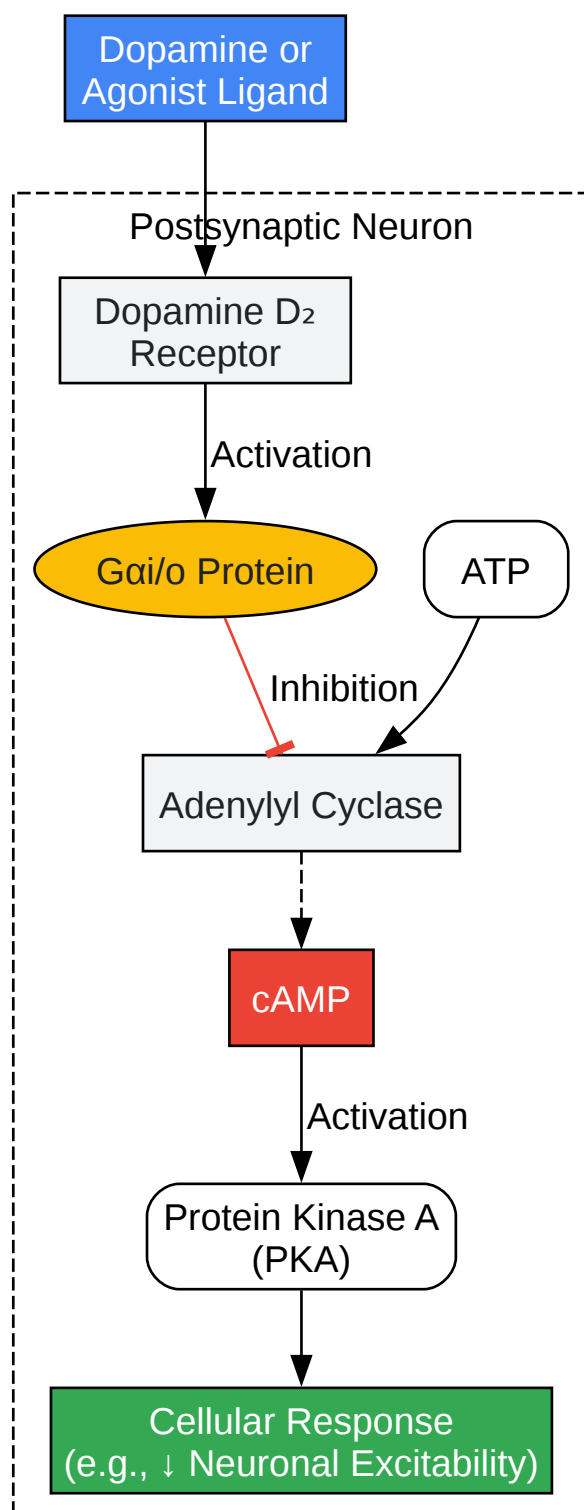 Dopamine or
Agonist Ligand
Postsynaptic Neuron
Dopamine D₂
Receptor
Activation
Gαi/o Protein
ATP
Inhibition
Adenylyl Cyclase
cAMP
Activation
Protein Kinase A
(PKA)
Cellular Response
(e.g., ↓ Neuronal Excitability)